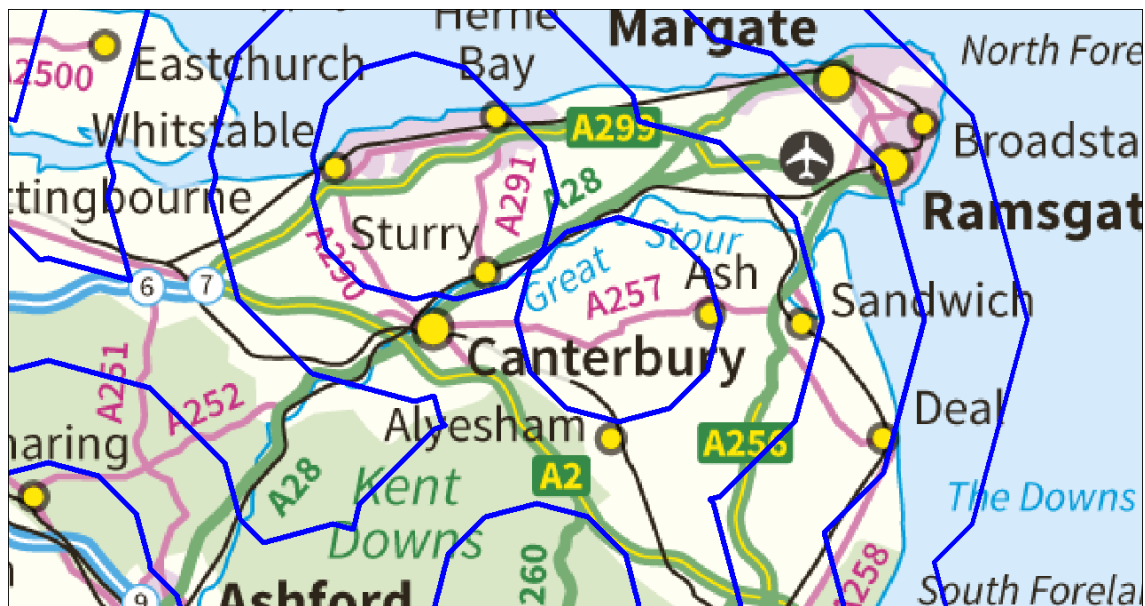 Herne
Bay
Margate
North Fore
A2500
Eastchurch
Whitstable
A299
Broadsta
ttingbourne
A291
A28
Ramsgat
Sturry
Great
Stour
A290
Ash
6
7
A257
Sandwich
Canterbury
A251
A252
Alyesham
Deal
haring
A256
A28
Kent
Downs
A2
The Downs
260
A258
9
Ashford
South Forela